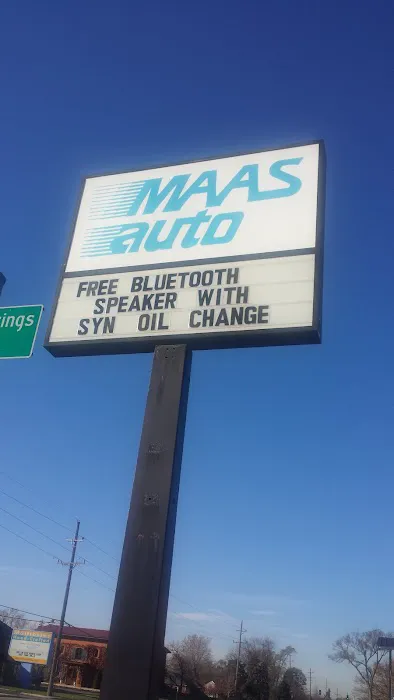 MAAS
auto
FREE BLUETOOTH
SPEAKER WITH
SYN OIL CHANGE
ings